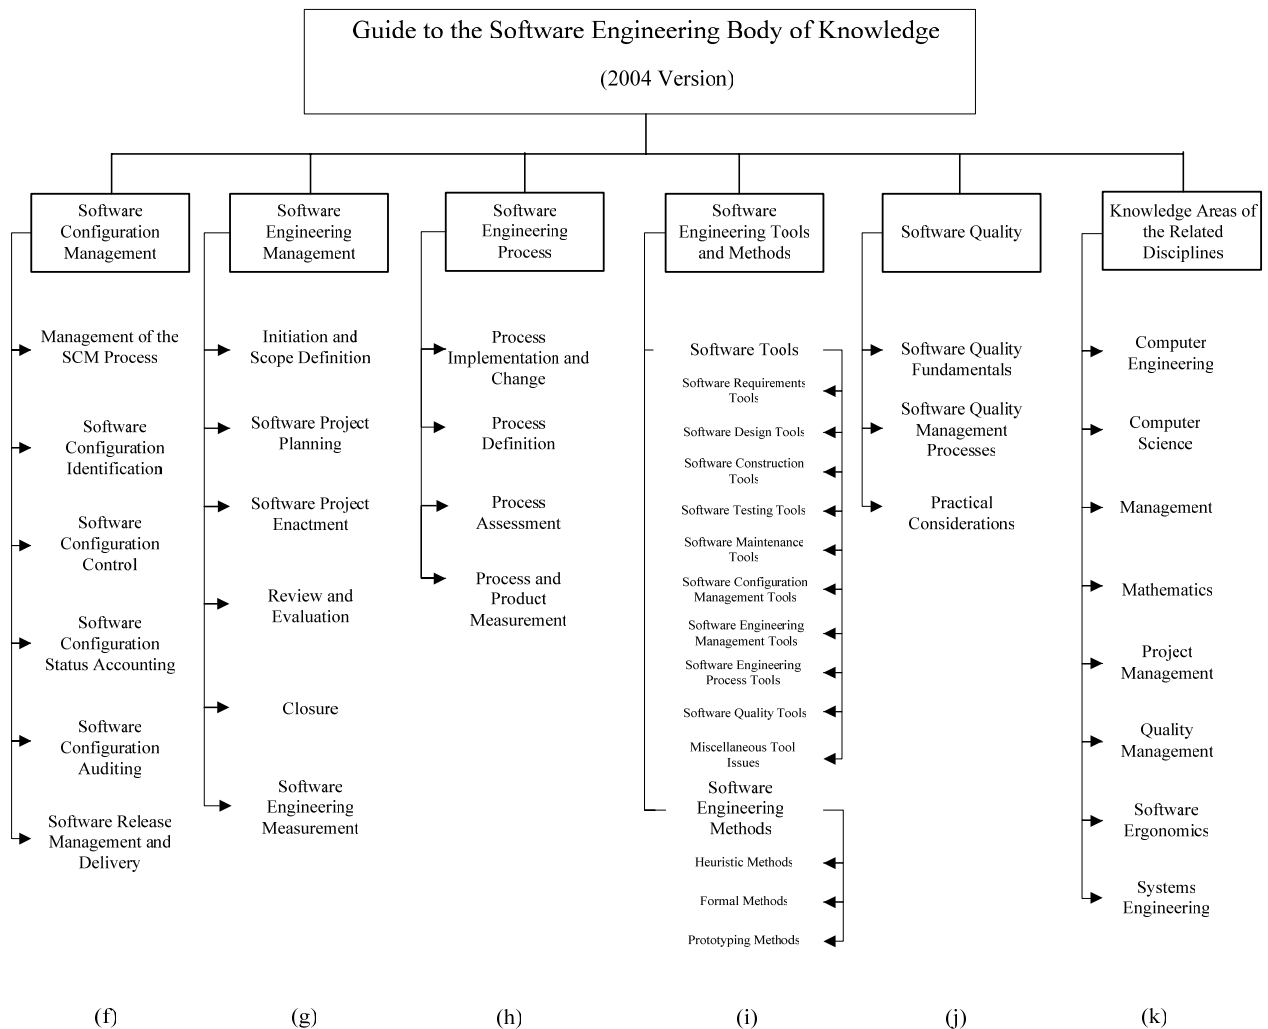 Guide to the Software Engineering Body of Knowledge
(2004 Version)
Software
Configuration
Management
Management of the
SCM Process
Software
Configuration
Identification
Software
Configuration
Control
Software
Configuration
Status Accounting
Software
Configuration
Auditing
Software Release
Management and
Delivery
(f)
Software
Engineering
Management
Initiation and
Scope Definition
Software Project
Planning
Software Project
Enactment
Review and
Evaluation
Closure
Software
Engineering
Measurement
(g)
Software
Engineering
Process
Process
Implementation and
Change
Process
Definition
Process
Assessment
Process and
Product
Measurement
(h)
Software
Engineering Tools
and Methods
Software Tools
Software Requirements
Tools
Software Design Tools
Software Construction
Tools
Software Testing Tools
Software Maintenance
Tools
Software Configuration
Management Tools
Software Engineering
Management Tools
Software Engineering
Process Tools
Software Quality Tools
Miscellaneous Tool
Issues
Software
Engineering
Methods
Heuristic Methods
Formal Methods
Prototyping Methods
(i)
Software Quality
Software Quality
Fundamentals
Software Quality
Management
Processes
Practical
Considerations
(j)
Knowledge Areas of
the Related
Disciplines
Computer
Engineering
Computer
Science
Management
Mathematics
Project
Management
Quality
Management
Software
Ergonomics
Systems
Engineering
(k)